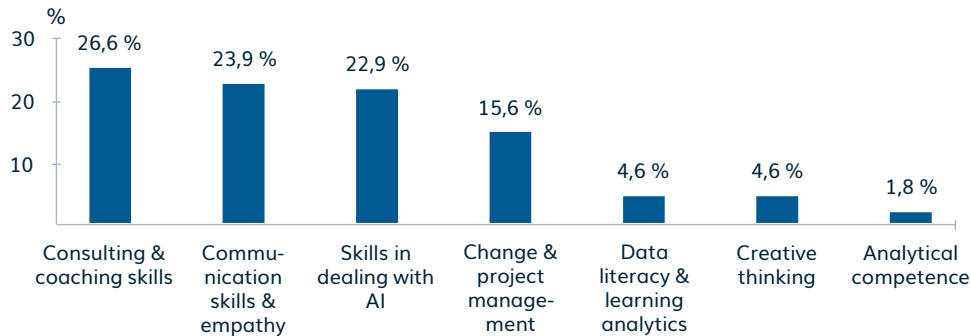 %
30
20
10
26,6 %
23,9 %
22,9 %
15,6 %
4,6 %
4,6 %
1,8 %
Consulting &
coaching skills
Commu-
nication
skills &
empathy
Skills in
dealing with
AI
Change &
project
manage-
ment
Data
literacy &
learning
analytics
Creative
thinking
Analytical
competence